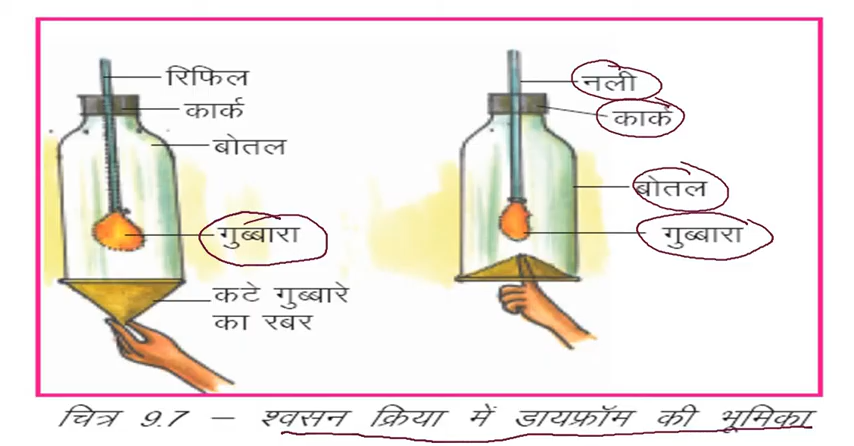 रिफिल
कार्क
बोतल
गुब्बारा
कटे गुब्बारे
का रबर
नली
कार्क
बोतल
गुब्बारा
चित्र 9.7 – श्वसन क्रिया में डायफ्रॉम की भूमिका